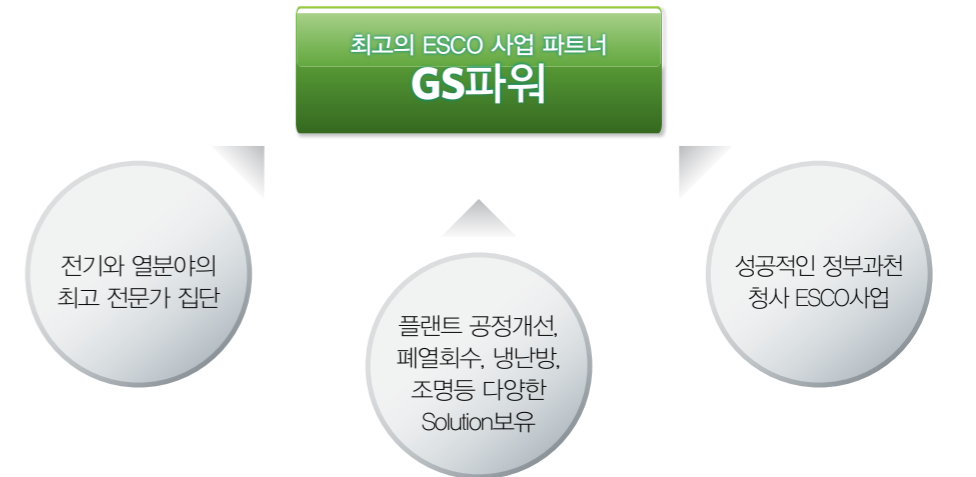 최고의 ESCO 사업 파트너
GS파워
전기와 열분야의
최고 전문가 집단
플랜트 공정개선,
폐열회수, 냉난방,
조명등 다양한
Solution보유
성공적인 정부과천
청사 ESCO사업